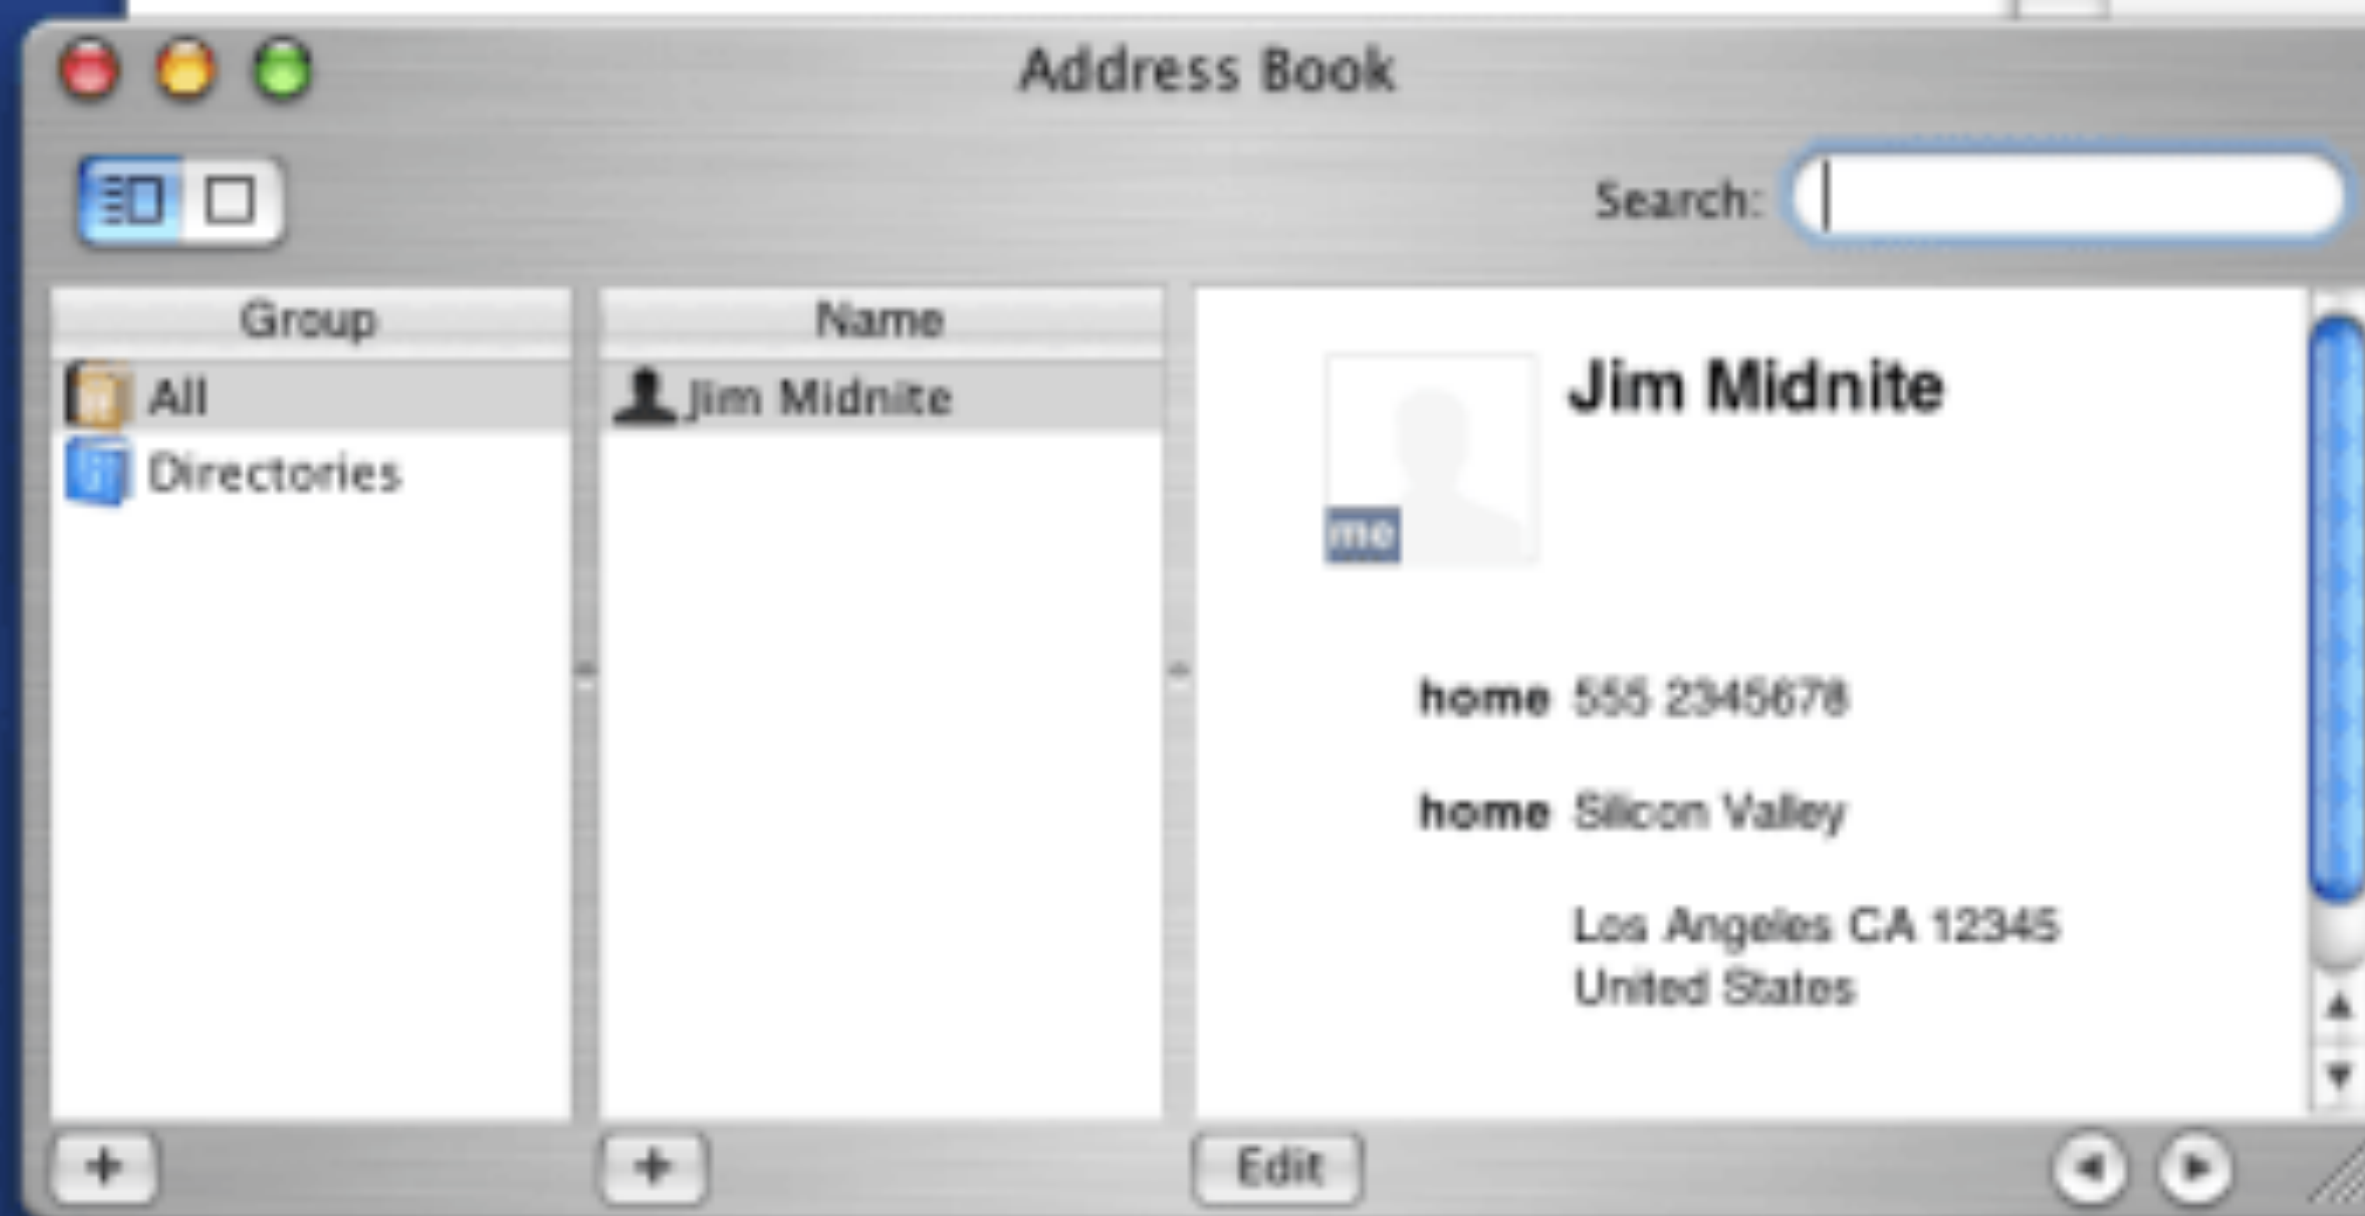 Address Book
Search:
Group
Name
All
Directories
Jim Midnite
Jim Midnite
me
home 555 2345678
home Silicon Valley
Los Angeles CA 12345
United States
+
+
Edit